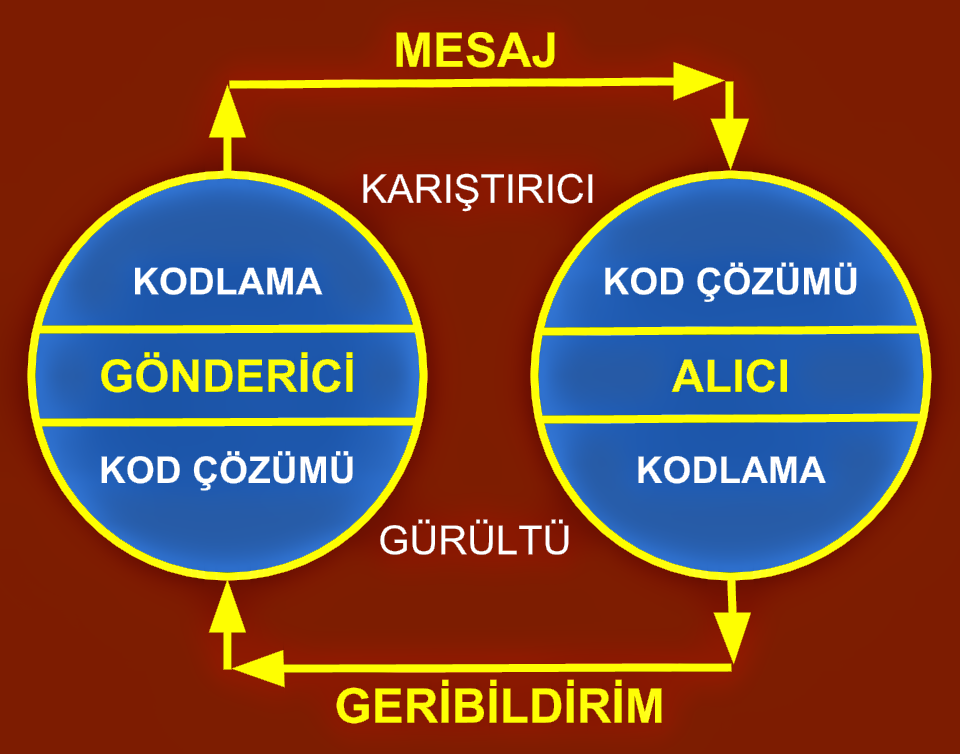 MESAJ
KARIŞTIRICI
KODLAMA
GÖNDERİCİ
KOD ÇÖZÜMÜ
KOD ÇÖZÜMÜ
ALICI
KODLAMA
GÜRÜLTÜ
GERİBİLDİRİM